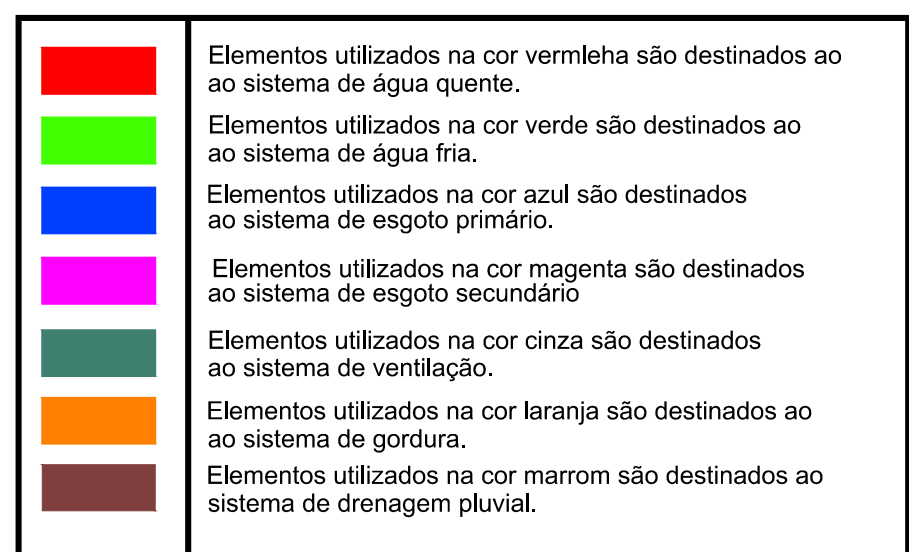 Elementos utilizados na cor vermleha são destinados ao
ao sistema de água quente.
Elementos utilizados na cor verde são destinados ao
ao sistema de água fria.
Elementos utilizados na cor azul são destinados
ao sistema de esgoto primário.
Elementos utilizados na cor magenta são destinados
ao sistema de esgoto secundário
Elementos utilizados na cor cinza são destinados
ao sistema de ventilação.
Elementos utilizados na cor laranja são destinados ao
ao sistema de gordura.
Elementos utilizados na cor marrom são destinados ao
sistema de drenagem pluvial.